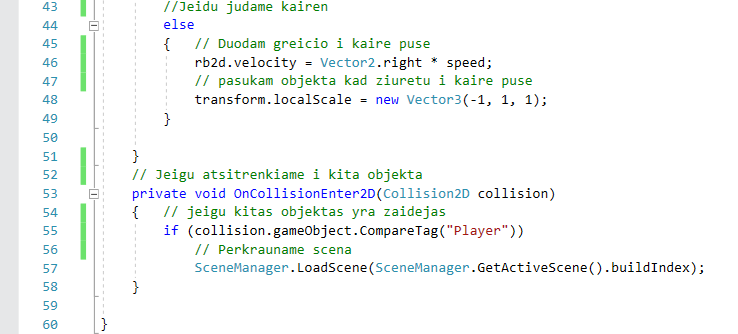 43 //Jeidu judame kairen
44 else
45 { // Duodam greicio i kaire puse
46 rb2d.velocity = Vector2.right * speed;
47 // pasukam objekta kad ziuretu i kaire puse
48 transform.localScale = new Vector3(-1, 1, 1);
49 }
50
51 }
52 // Jeigu atsitrenkiame i kita objekta
53 private void OnCollisionEnter2D(Collision2D collision)
54 { // jeigu kitas objektas yra zaidejas
55 if (collision.gameObject.CompareTag("Player"))
56 // Perkrauname scena
57 SceneManager.LoadScene(SceneManager.GetActiveScene().buildIndex);
58 }
59
60 }